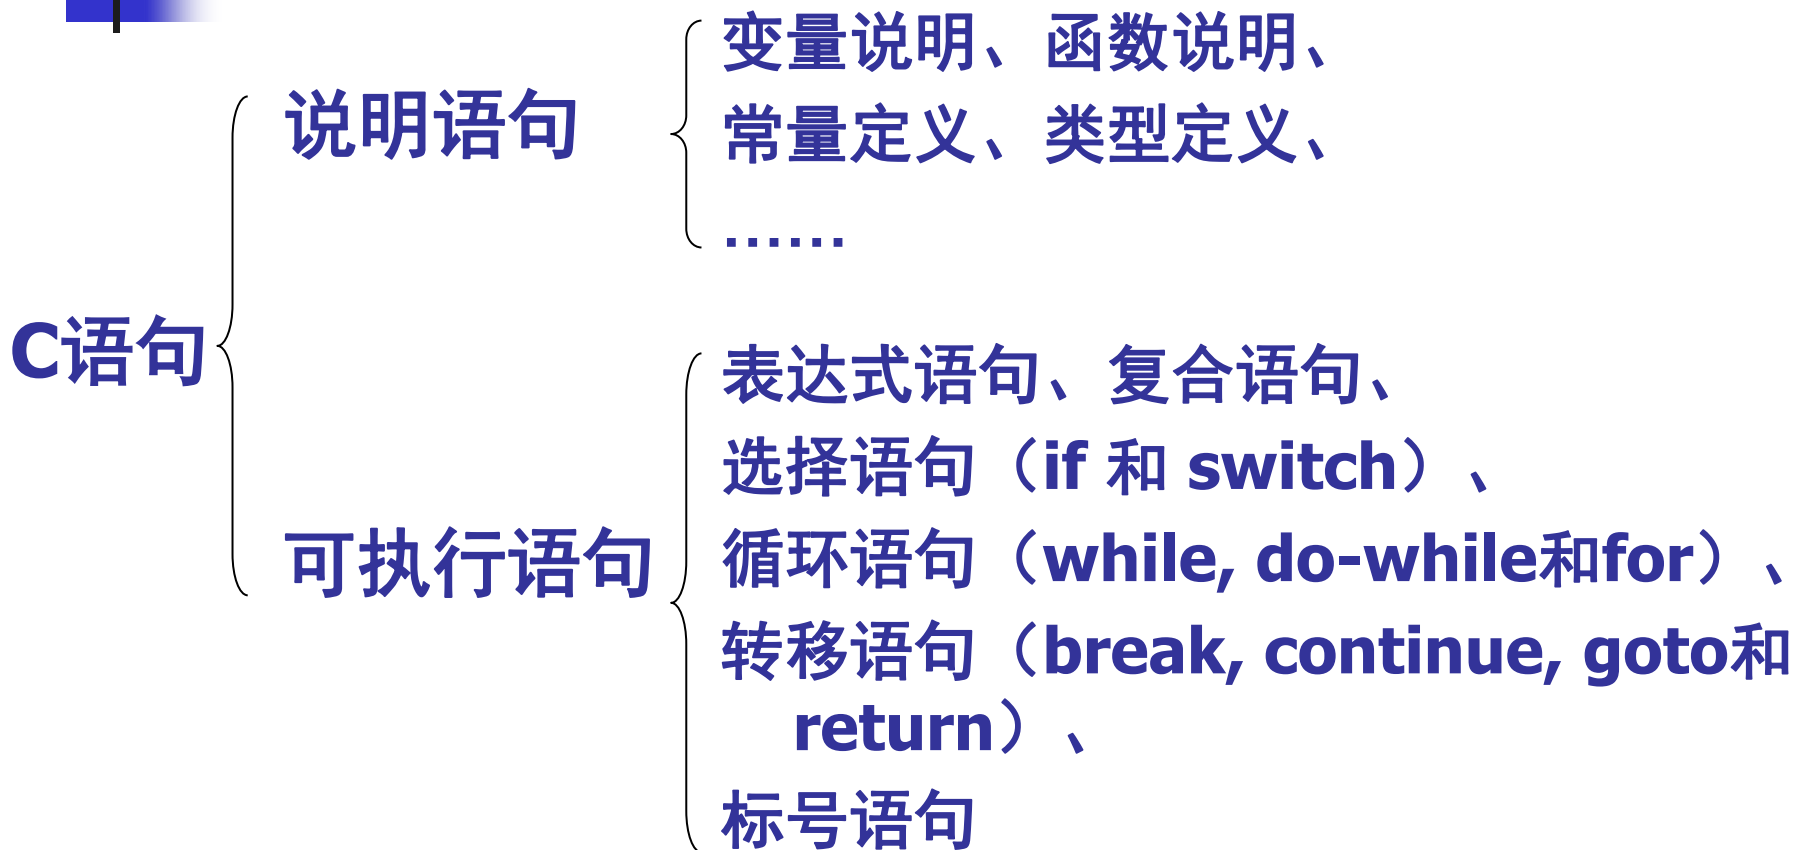 C语句
说明语句
变量说明、函数说明、
常量定义、类型定义、
……
可执行语句
表达式语句、复合语句、
选择语句（if 和 switch）、
循环语句（while, do-while和for）、
转移语句（break, continue, goto和
return）、
标号语句